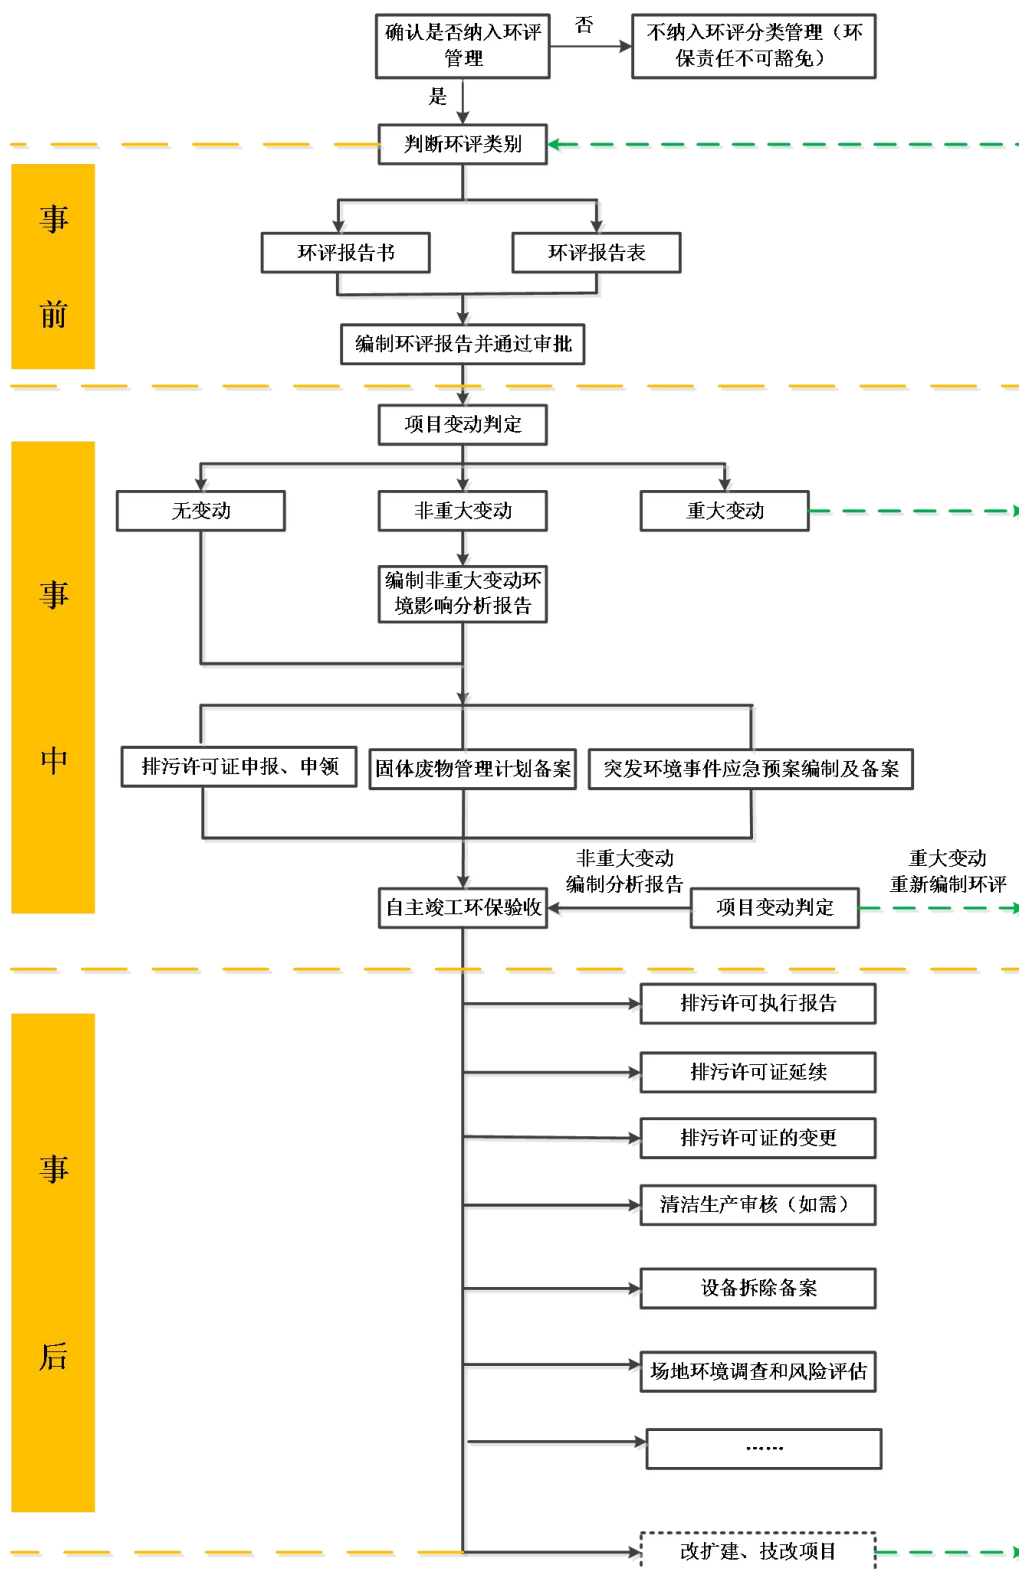 确认是否纳入环评
管理
否
不纳入环评分类管理（环
保责任不可豁免）
是
判断环评类别
事
前
环评报告书
环评报告表
编制环评报告并通过审批
项目变动判定
事
中
无变动
非重大变动
重大变动
编制非重大变动环
境影响分析报告
排污许可证申报、申领
固体废物管理计划备案
突发环境事件应急预案编制及备案
非重大变动
编制分析报告
重大变动
重新编制环评
自主竣工环保验收
项目变动判定
事
后
排污许可执行报告
排污许可证延续
排污许可证的变更
清洁生产审核（如需）
设备拆除备案
场地环境调查和风险评估
……
改扩建、技改项目